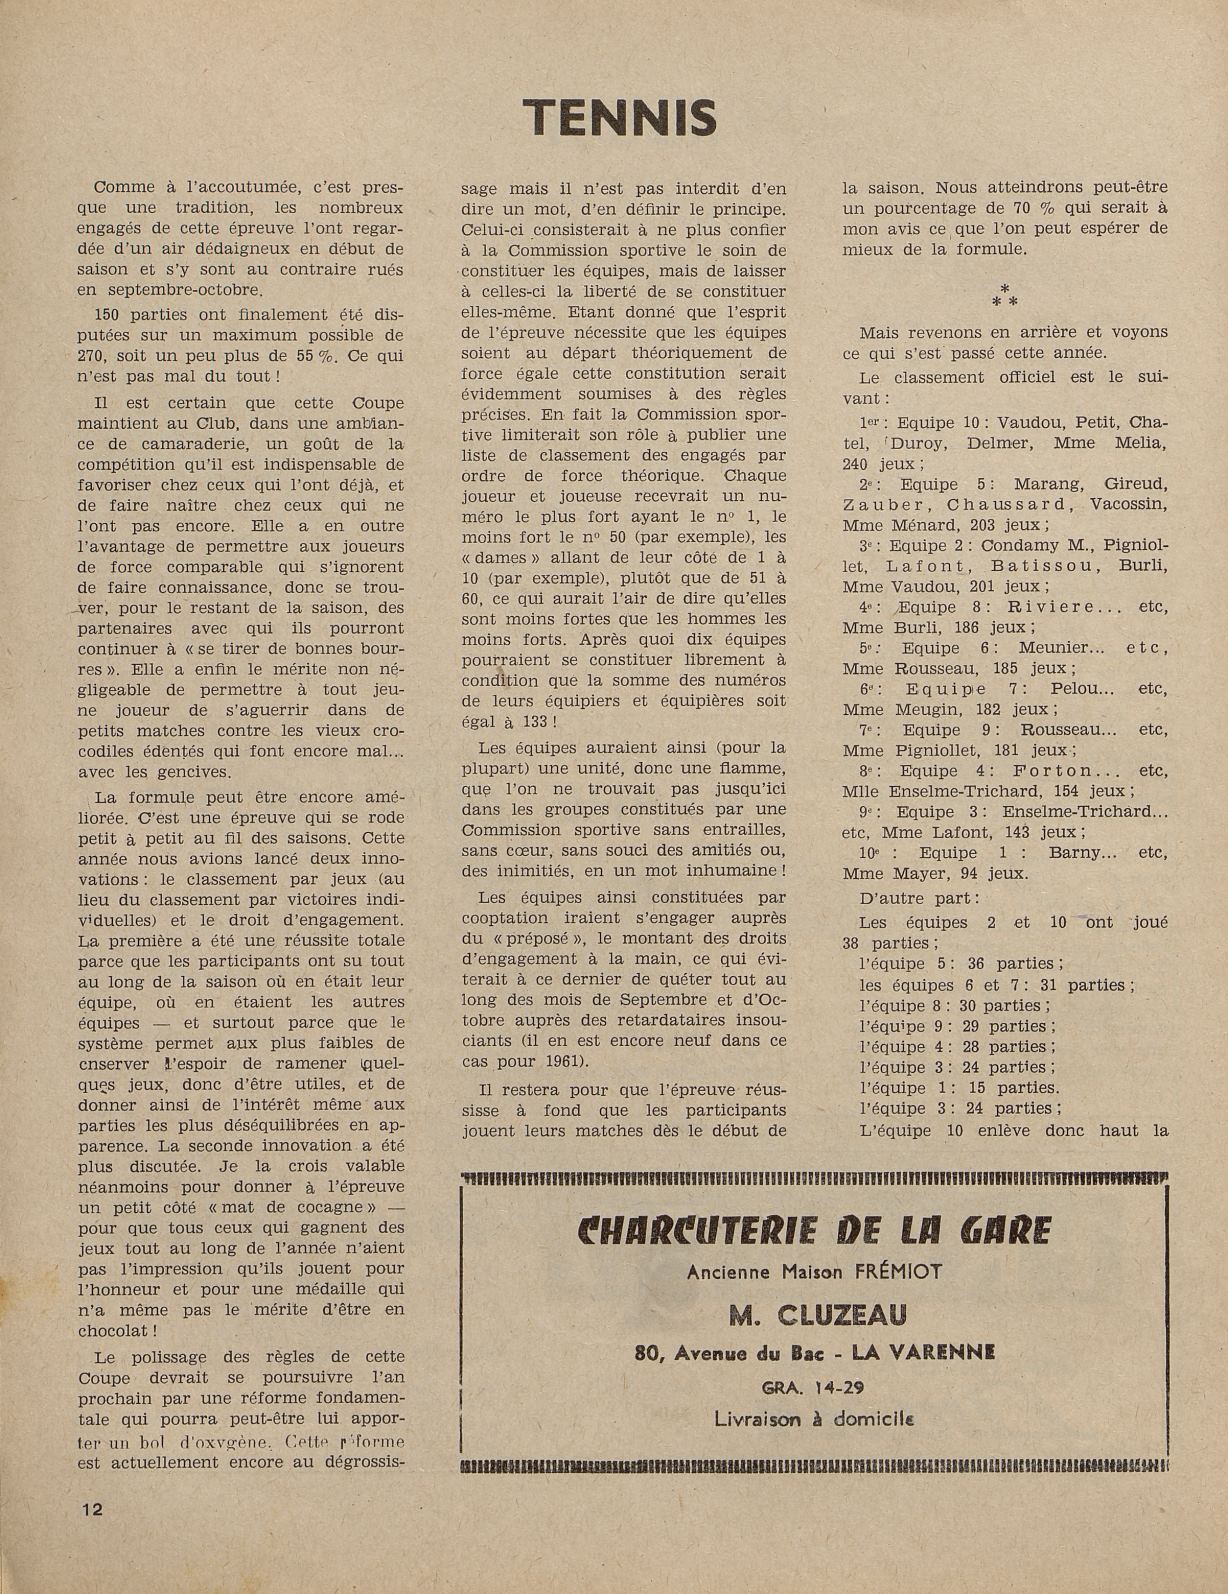 TENNIS
Comme à l'accoutumée, c'est pres-
que une tradition, les nombreux
engagés de cette épreuve l'ont regar-
dée d'un air dédaigneux en début de
saison et s'y sont au contraire rués
en septembre-octobre.
150 parties ont finalement été dis-
putées sur un maximum possible de
270, soit un peu plus de 55 %. Ce qui
n'est pas mal du tout !
Il est certain que cette Coupe
maintient au Club, dans une ambian-
ce de camaraderie, un goût de la
compétition qu'il est indispensable de
favoriser chez ceux qui l'ont déjà, et
de faire naître chez ceux qui ne
l'ont pas encore. Elle a en outre
l'avantage de permettre aux joueurs
de force comparable qui s'ignorent
de faire connaissance, donc se trou-
ver, pour le restant de la saison, des
partenaires avec qui ils pourront
continuer à « se tirer de bonnes bour-
res ». Elle a enfin le mérite non né-
gligeable de permettre à tout jeu-
ne joueur de s'aguerrir dans de
petits matches contre les vieux cro-
codiles édentés qui font encore mal...
avec les gencives.
La formule peut être encore amé-
liorée. C'est une épreuve qui se rode
petit à petit au fil des saisons. Cette
année nous avions lancé deux inno-
vations : le classement par jeux (au
lieu du classement par victoires indi-
viduelles) et le droit d'engagement.
La première a été une réussite totale
parce que les participants ont su tout
au long de la saison où en était leur
équipe, où en étaient les autres
équipes — et surtout parce que le
système permet aux plus faibles de
cnserver l'espoir de ramener quel-
ques jeux, donc d'être utiles, et de
donner ainsi de l'intérêt même aux
parties les plus déséquilibrées en ap-
parence. La seconde innovation a été
plus discutée. Je la crois valable
néanmoins pour donner à l'épreuve
un petit côté « mat de cocagne » —
pour que tous ceux qui gagnent des
jeux tout au long de l'année n'aient
pas l'impression qu'ils jouent pour
l'honneur et pour une médaille qui
n'a même pas le mérite d'être en
chocolat !
Le polissage des règles de cette
Coupe devrait se poursuivre l'an
prochain par une réforme fondamen-
tale qui pourra peut-être lui appor-
ter un bol d'oxygène. Cette réforme
est actuellement encore au dégrossis-
sage mais il n'est pas interdit d'en
dire un mot, d'en définir le principe.
Celui-ci consisterait à ne plus confier
à la Commission sportive le soin de
constituer les équipes, mais de laisser
à celles-ci la liberté de se constituer
elles-même. Etant donné que l'esprit
de l'épreuve nécessite que les équipes
soient au départ théoriquement de
force égale cette constitution serait
évidemment soumises à des règles
précises. En fait la Commission spor-
tive limiterait son rôle à publier une
liste de classement des engagés par
ordre de force théorique. Chaque
joueur et joueuse recevrait un nu-
méro le plus fort ayant le n° 1, le
moins fort le n° 50 (par exemple), les
« dames » allant de leur côté de 1 à
10 (par exemple), plutôt que de 51 à
60, ce qui aurait l'air de dire qu'elles
sont moins fortes que les hommes les
moins forts. Après quoi dix équipes
pourraient se constituer librement à
condition que la somme des numéros
de leurs équipiers et équipières soit
égal à 133 !
Les équipes auraient ainsi (pour la
plupart) une unité, donc une flamme,
que l'on ne trouvait pas jusqu'ici
dans les groupes constitués par une
Commission sportive sans entrailles,
sans cœur, sans souci des amitiés ou,
des inimitiés, en un mot inhumaine !
Les équipes ainsi constituées par
cooptation iraient s'engager auprès
du « préposé », le montant des droits
d'engagement à la main, ce qui évi-
terait à ce dernier de quéter tout au
long des mois de Septembre et d'Oc-
tobre auprès des retardataires insou-
ciants (il en est encore neuf dans ce
cas pour 1961).
Il restera pour que l'épreuve réus-
sisse à fond que les participants
jouent leurs matches dès le début de
la saison. Nous atteindrons peut-être
un pourcentage de 70 % qui serait à
mon avis ce que l'on peut espérer de
mieux de la formule.
*
* *
Mais revenons en arrière et voyons
ce qui s'est passé cette année.
Le classement officiel est le sui-
vant :
1er : Equipe 10 : Vaudou, Petit, Cha-
tel, Duroy, Delmer, Mme Melia,
240 jeux ;
2e : Equipe 5 : Marang, Gireud,
Zauber, Chaussard, Vacossin,
Mme Ménard, 203 jeux ;
3e : Equipe 2 : Condamy M., Pigniol-
let, Lafont, Batissou, Burli,
Mme Vaudou, 201 jeux ;
4e : Equipe 8 : Riviere... etc,
Mme Burli, 186 jeux ;
5e : Equipe 6 : Meunier... etc,
Mme Rousseau, 185 jeux ;
6e : Equipe 7 : Pelou... etc,
Mme Meugin, 182 jeux ;
7e : Equipe 9 : Rousseau... etc,
Mme Pigniollet, 181 jeux ;
8e : Equipe 4 : Forton... etc,
Mlle Enselme-Trichard, 154 jeux ;
9e : Equipe 3 : Enselme-Trichard...
etc, Mme Lafont, 143 jeux ;
10e : Equipe 1 : Barny... etc,
Mme Mayer, 94 jeux.
D'autre part :
Les équipes 2 et 10 ont joué
38 parties ;
l'équipe 5 : 36 parties ;
les équipes 6 et 7 : 31 parties ;
l'équipe 8 : 30 parties ;
l'équipe 9 : 29 parties ;
l'équipe 4 : 28 parties ;
l'équipe 3 : 24 parties ;
l'équipe 1 : 15 parties.
l'équipe 3 : 24 parties ;
L'équipe 10 enlève donc haut la
CHARCUTERIE DE LA GARE
Ancienne Maison FRÉMIOT
M. CLUZEAU
80, Avenue du Bac - LA VARENNE
GRA. 14-29
Livraison à domicile
12